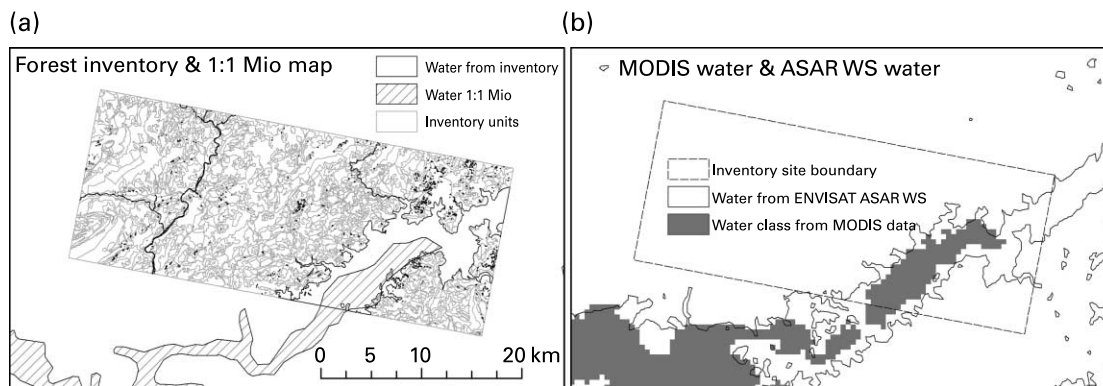 (a)
Forest inventory & 1:1 Mio map
Water from inventory
Water 1:1 Mio
Inventory units
0 5 10 20 km
(b)
MODIS water & ASAR WS water
Inventory site boundary
Water from ENVISAT ASAR WS
Water class from MODIS data